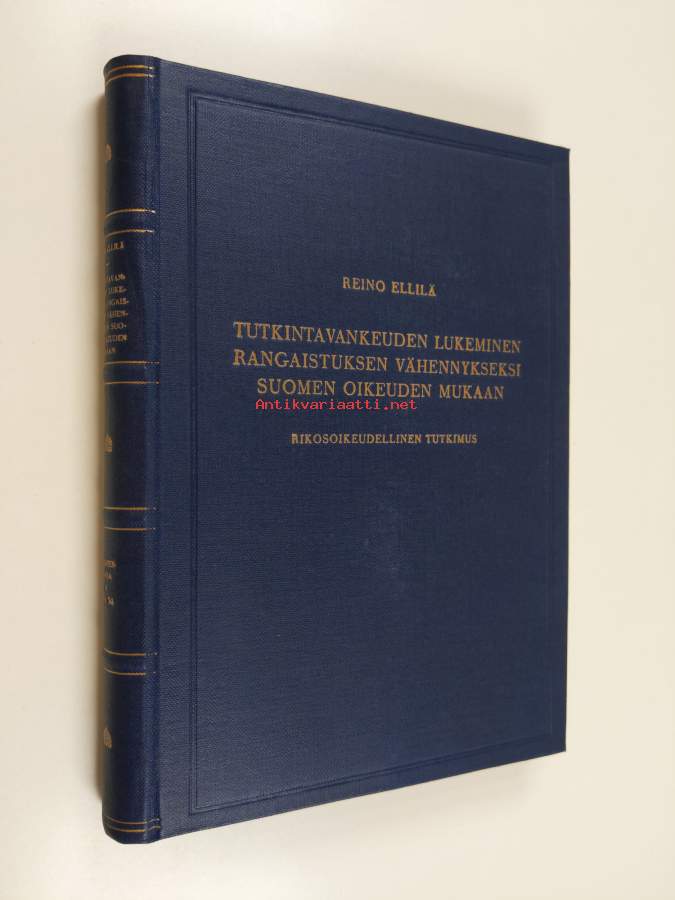 REINO ELLILÄ
TUTKINTAVANKEUDEN LUKEMINEN
RANGAISTUKSEN VÄHENNYKSEKSI
SUOMEN OIKEUDEN MUKAAN
Antikvariaatti.net
RIKOSOIKEUDELLINEN TUTKIMUS